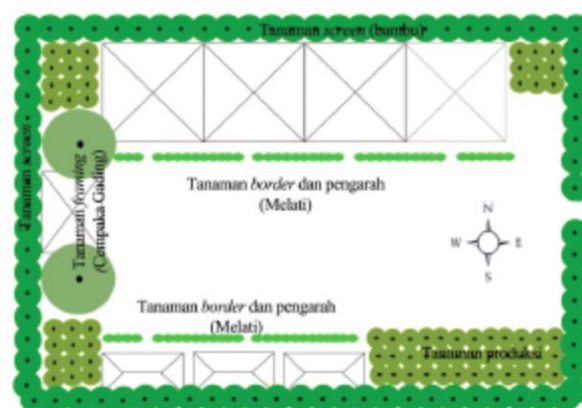 Tanaman screen (bambu)
Tanaman screen
Tanaman framing
(Cempaka Gading)
Tanaman border dan pengarah
(Melati)
N
W E
S
Tanaman border dan pengarah
(Melati)
Tanaman produksi